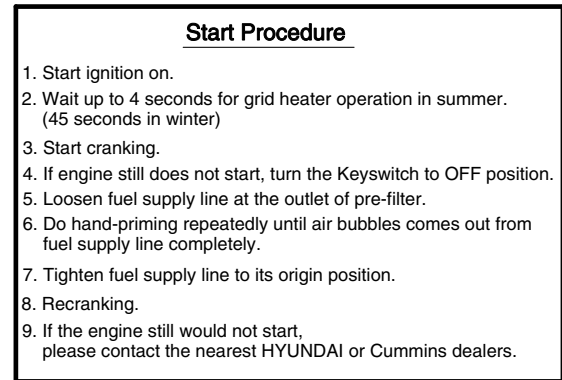 Start Procedure
1. Start ignition on.
2. Wait up to 4 seconds for grid heater operation in summer.
(45 seconds in winter)
3. Start cranking.
4. If engine still does not start, turn the Keyswitch to OFF position.
5. Loosen fuel supply line at the outlet of pre-filter.
6. Do hand-priming repeatedly until air bubbles comes out from
fuel supply line completely.
7. Tighten fuel supply line to its origin position.
8. Recranking.
9. If the engine still would not start,
please contact the nearest HYUNDAI or Cummins dealers.